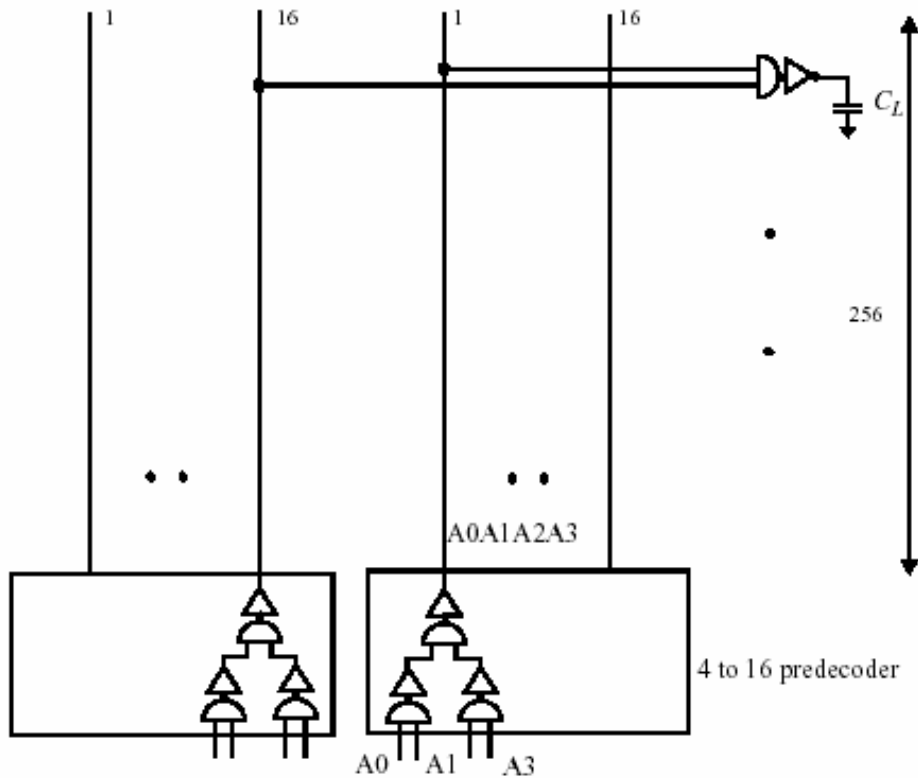 1 16 1 16
C_L
256
A0A1A2A3
4 to 16 predecoder
A0 A1 A3